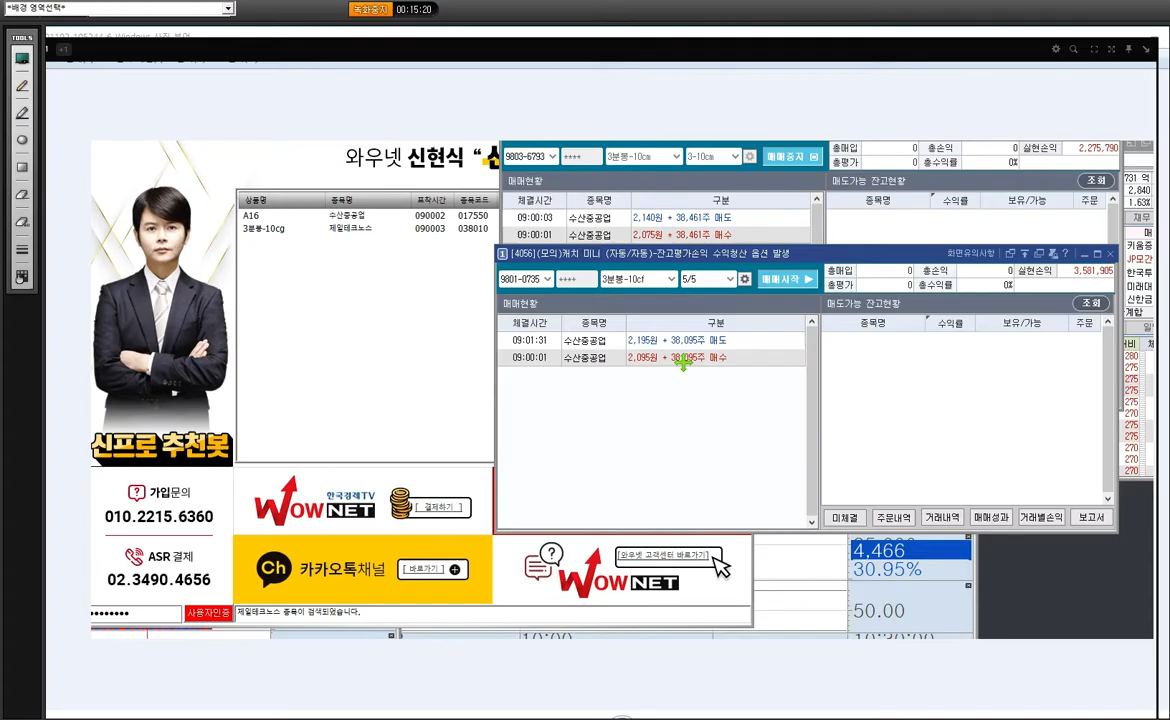 *배경 영역선택*
녹화중지 00:15:20
TOOLS
+1
와우넷 신현식 "
상품명 종목명 포착시간 종목코드
A16 수산중공업 090002 017550
3분봉-10cg 제일테크노스 090003 038010
신프로 추천봇
가입문의
010.2215.6360
ASR 결제
02.3490.4656
한국경제TV
WOWNET
[ 결제하기 ]
Ch 카카오톡채널 [ 바로가기 ]
[와우넷 고객센터 바로가기]
WOWNET
•••••••• 사용자인증 제일테크노스 종목이 검색되었습니다.
9803-6793 **** 3분봉-10cm 3-10cm 매매중지
총매입 0 총손익 0 실현손익 2,275,790
총평가 0 총수익률 0%
매매현황 매도가능 잔고현황 조회
체결시간 종목명 구분 종목명 수익률 보유/가능 주문
09:00:03 수산중공업 2,140원 + 38,461주 매도
09:00:01 수산중공업 2,075원 + 38,461주 매수
1 [4056](모의)캐치 미니 (자동/자동)-잔고평가손익 수익청산 옵션 발생 화면유의사항
9801-0735 **** 3분봉-10cf 5/5 매매시작
총매입 0 총손익 0 실현손익 3,581,905
총평가 0 총수익률 0%
매매현황 매도가능 잔고현황 조회
체결시간 종목명 구분 종목명 수익률 보유/가능 주문
09:01:31 수산중공업 2,195원 + 38,095주 매도
09:00:01 수산중공업 2,095원 + 38,095주 매수
미체결 주문내역 거래내역 매매성과 거래별손익 보고서
731 억
2,840
1.63%
재무
매
키움증
JP모간
한국투
미래대
신한금
계합
280
275
275
275
270
275
275
270
270
4,466
30.95%
50.00